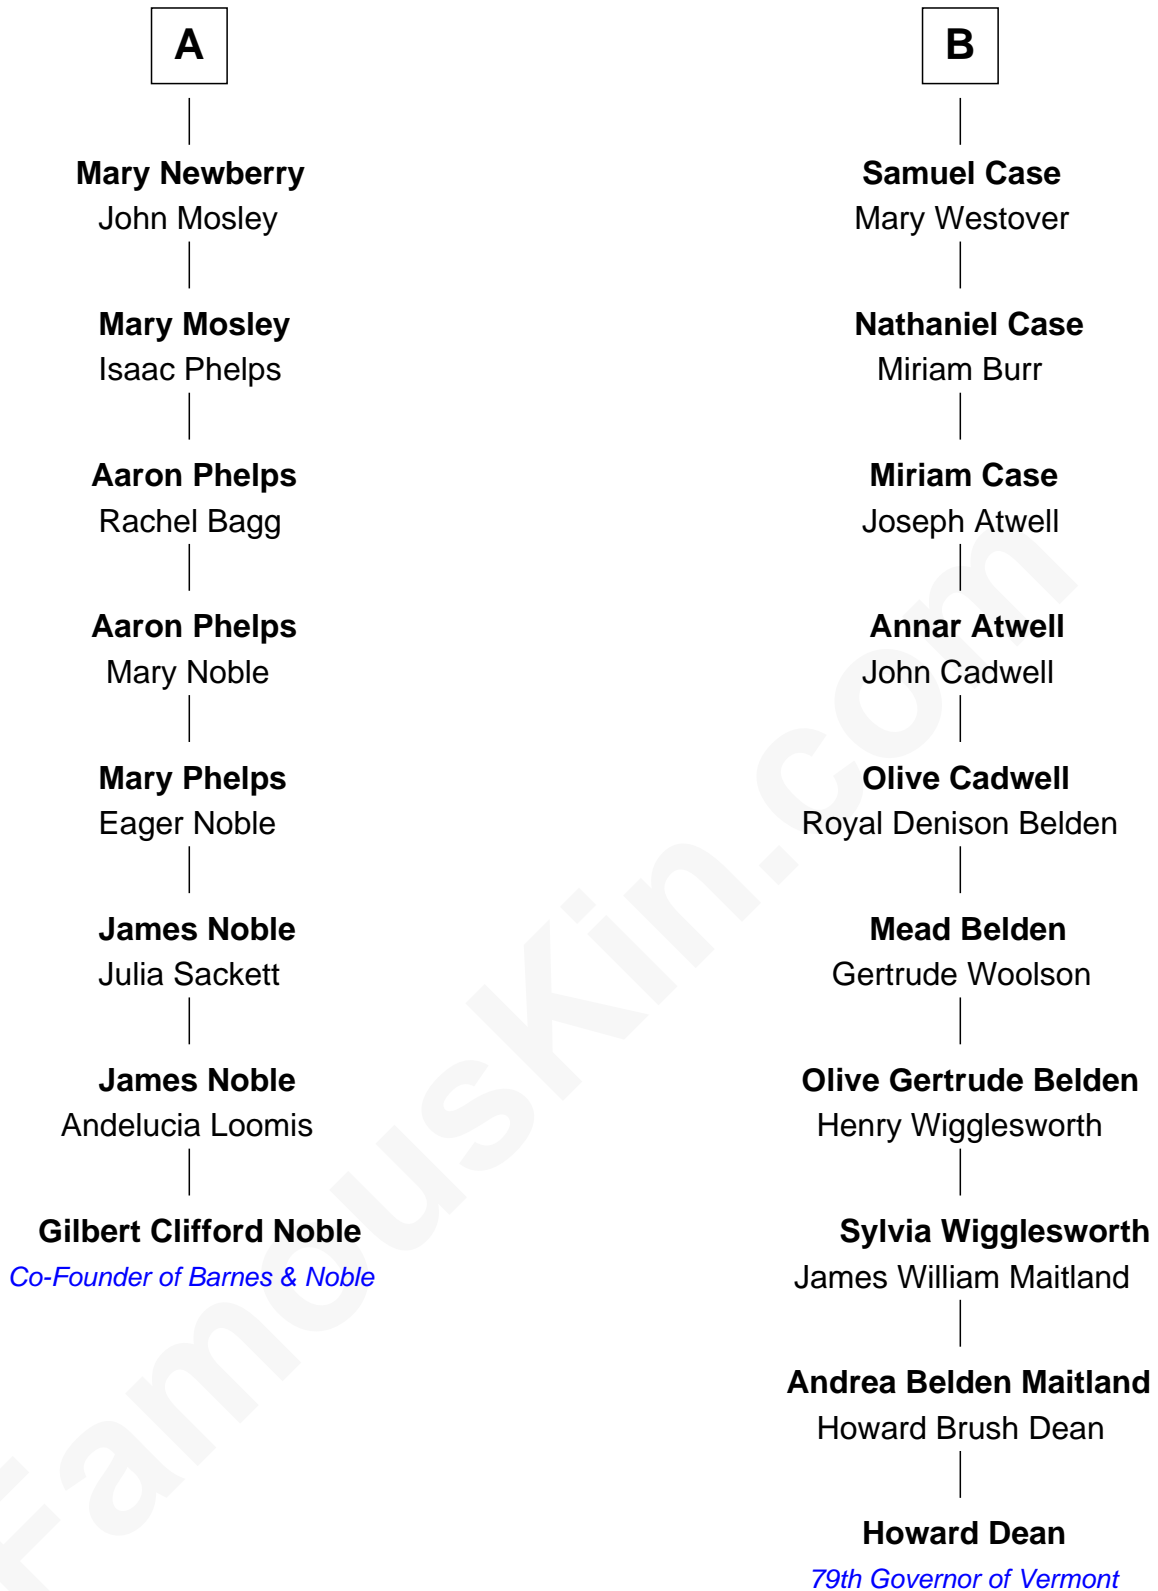 A
Mary Newberry
John Mosley
Mary Mosley
Isaac Phelps
Aaron Phelps
Rachel Bagg
Aaron Phelps
Mary Noble
Mary Phelps
Eager Noble
James Noble
Julia Sackett
James Noble
Andelucia Loomis
Gilbert Clifford Noble
Co-Founder of Barnes & Noble
B
Samuel Case
Mary Westover
Nathaniel Case
Miriam Burr
Miriam Case
Joseph Atwell
Annar Atwell
John Cadwell
Olive Cadwell
Royal Denison Belden
Mead Belden
Gertrude Woolson
Olive Gertrude Belden
Henry Wigglesworth
Sylvia Wigglesworth
James William Maitland
Andrea Belden Maitland
Howard Brush Dean
Howard Dean
79th Governor of Vermont
FamousKin.com